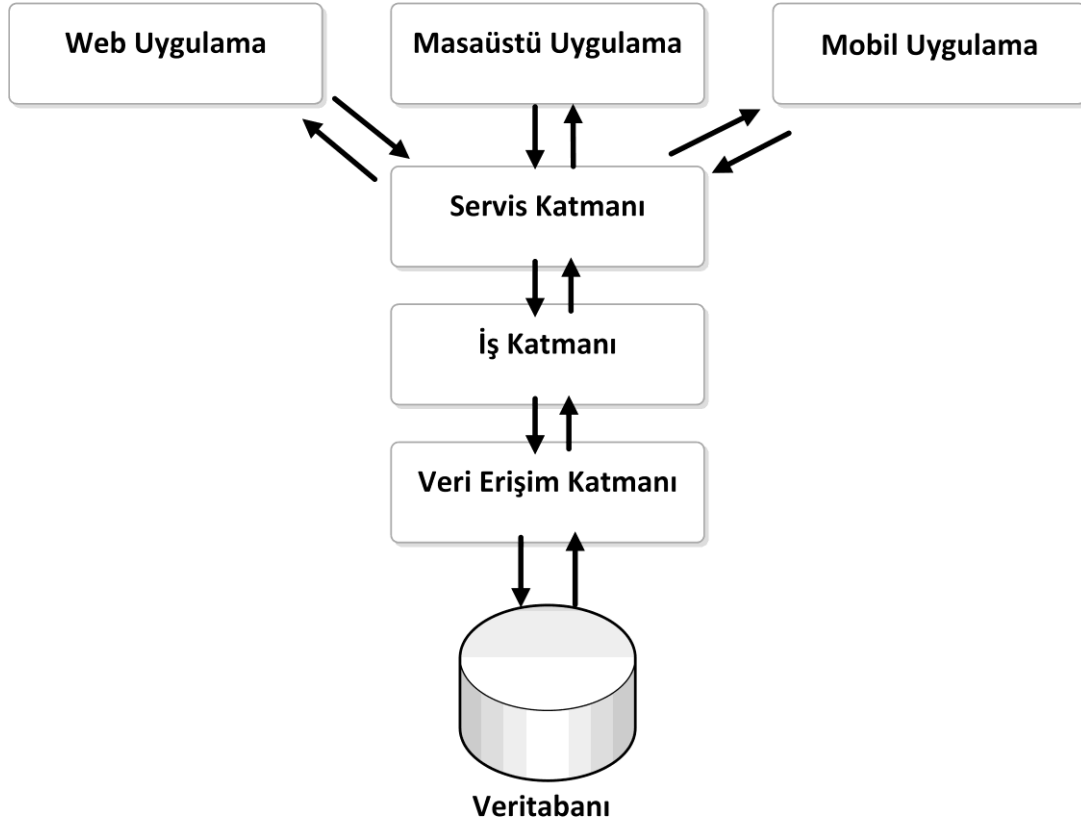 Web Uygulama
Masaüstü Uygulama
Mobil Uygulama
Servis Katmanı
İş Katmanı
Veri Erişim Katmanı
Veritabanı